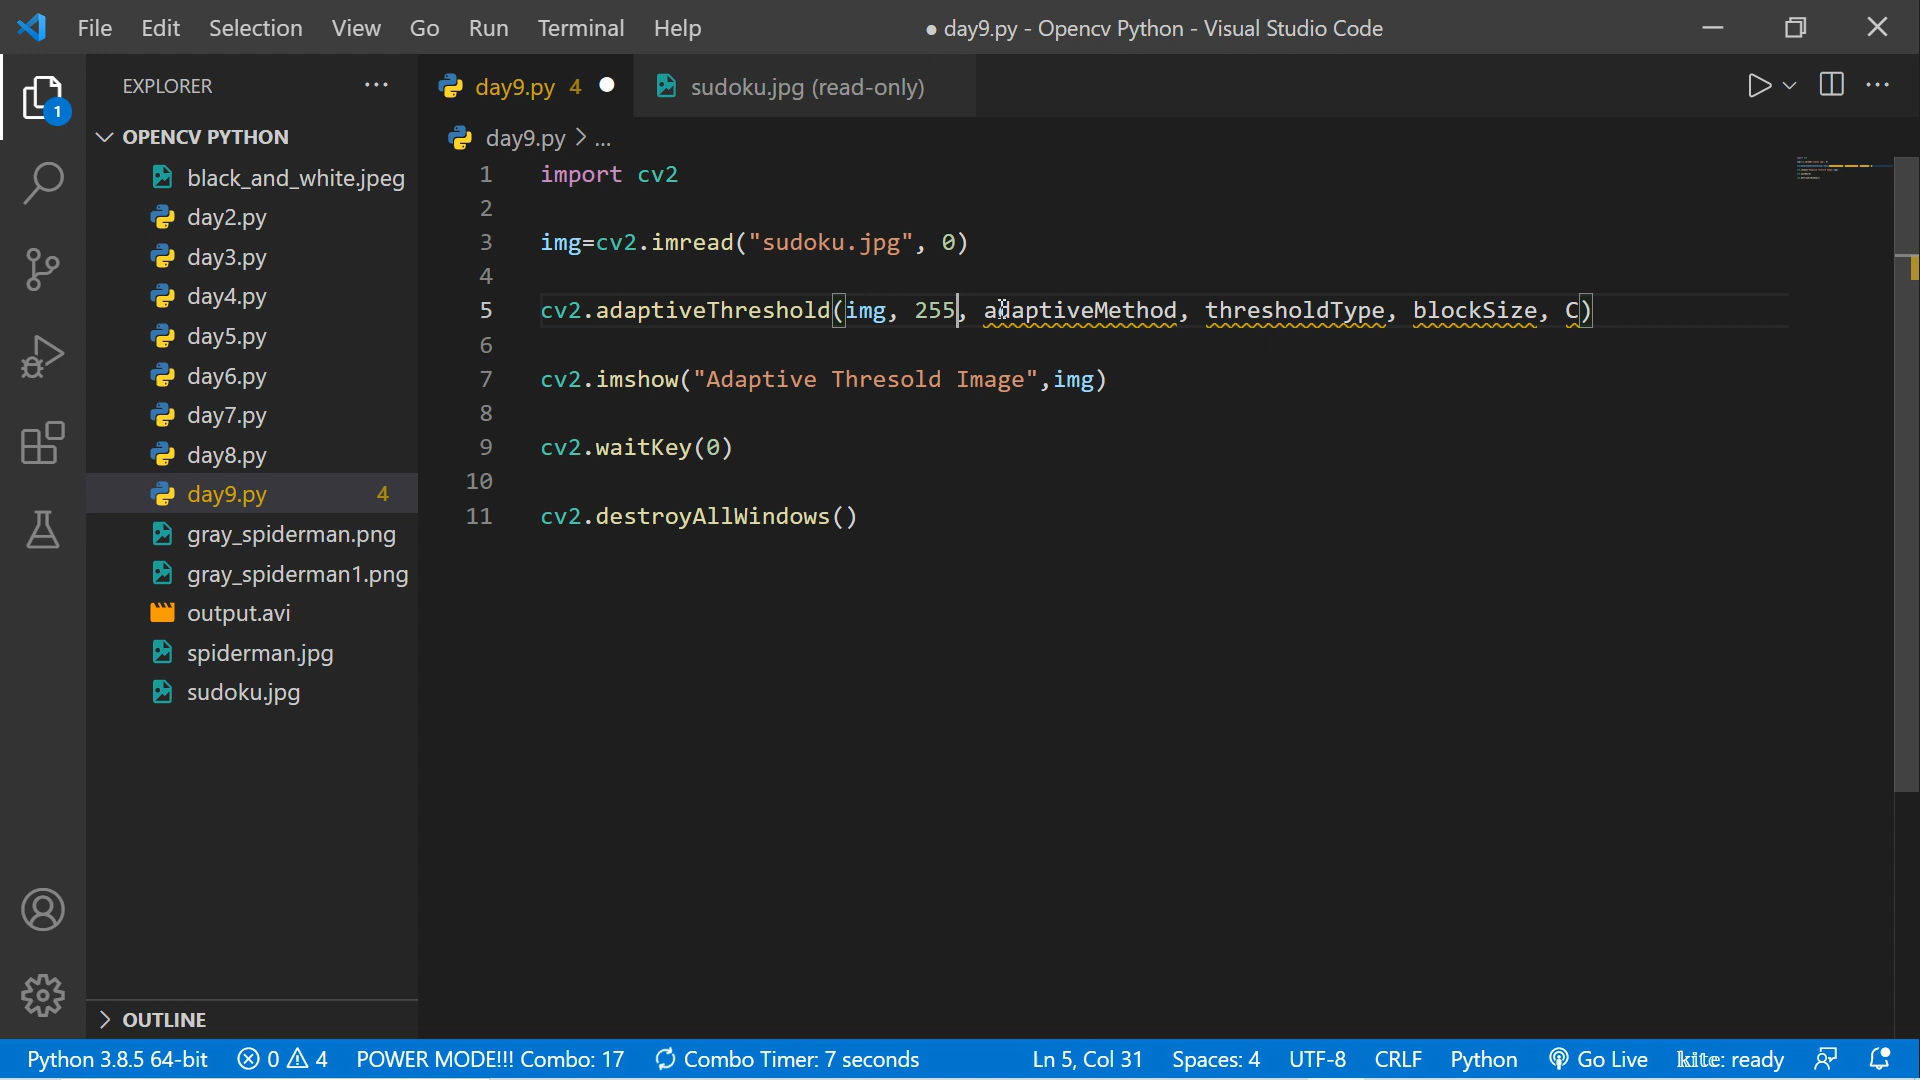 File Edit Selection View Go Run Terminal Help
● day9.py - Opencv Python - Visual Studio Code
EXPLORER
1
OPENCV PYTHON
black_and_white.jpeg
day2.py
day3.py
day4.py
day5.py
day6.py
day7.py
day8.py
day9.py 4
gray_spiderman.png
gray_spiderman1.png
output.avi
spiderman.jpg
sudoku.jpg
OUTLINE
day9.py 4 ● sudoku.jpg (read-only)
day9.py > ...
1 import cv2
2
3 img=cv2.imread("sudoku.jpg", 0)
4
5 cv2.adaptiveThreshold(img, 255, adaptiveMethod, thresholdType, blockSize, C)
6
7 cv2.imshow("Adaptive Thresold Image",img)
8
9 cv2.waitKey(0)
10
11 cv2.destroyAllWindows()
Python 3.8.5 64-bit 0 4 POWER MODE!!! Combo: 17 Combo Timer: 7 seconds Ln 5, Col 31 Spaces: 4 UTF-8 CRLF Python Go Live kite: ready